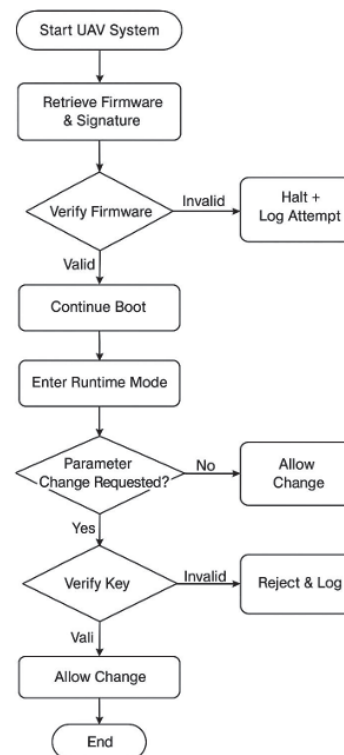 Start UAV System
Retrieve Firmware
& Signature
Verify Firmware
Invalid
Halt +
Log Attempt
Valid
Continue Boot
Enter Runtime Mode
Parameter
Change Requested?
No
Allow
Change
Yes
Verify Key
Invalid
Reject & Log
Vali
Allow Change
End